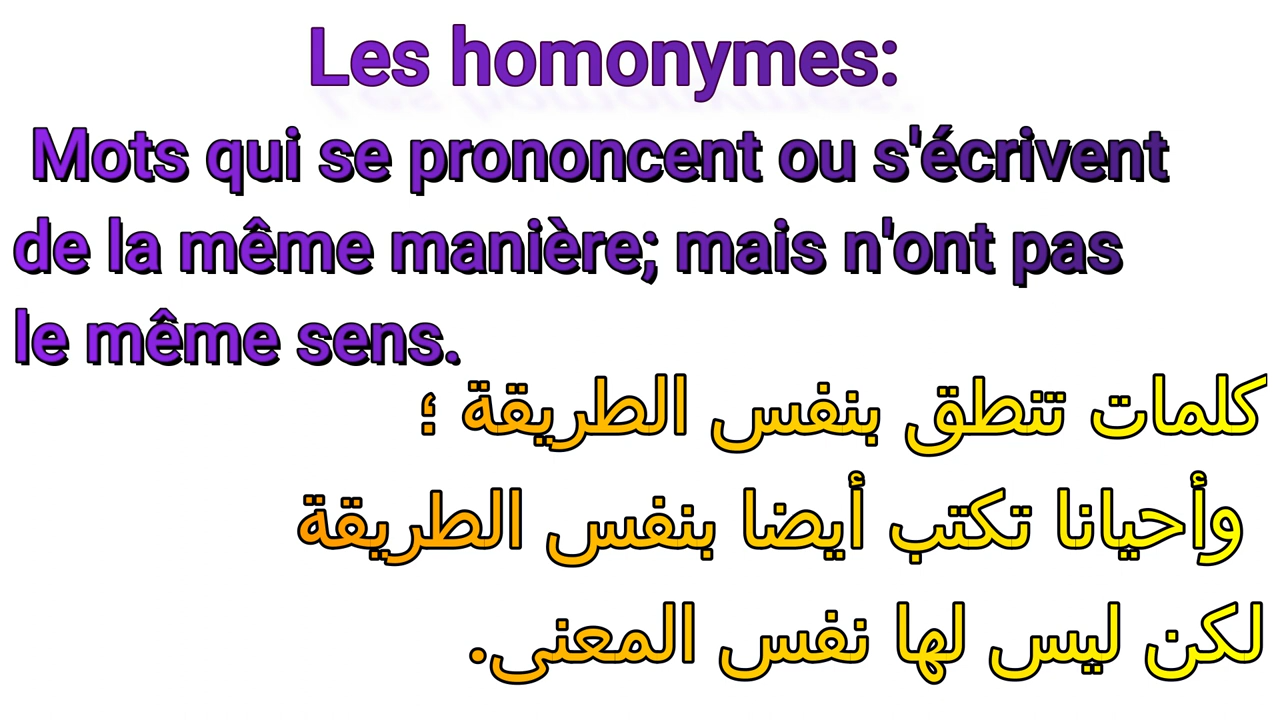 Les homonymes:
Mots qui se prononcent ou s'écrivent
de la même manière; mais n'ont pas
le même sens.
كلمات تنطق بنفس الطريقة ؛
وأحيانا تكتب أيضا بنفس الطريقة
لكن ليس لها نفس المعنى.